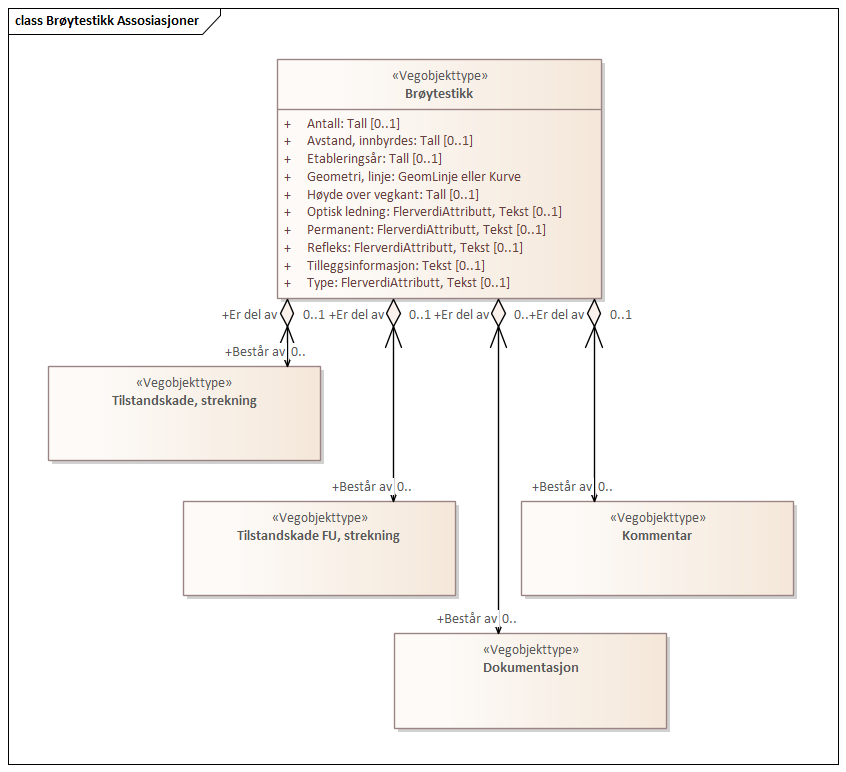 class Brøytestikk Assosiasjoner
«Vegobjekttype»
Brøytestikk
+ Antall: Tall [0..1]
+ Avstand, innbyrdes: Tall [0..1]
+ Etableringsår: Tall [0..1]
+ Geometri, linje: GeomLinje eller Kurve
+ Høyde over vegkant: Tall [0..1]
+ Optisk ledning: FlerverdiAttributt, Tekst [0..1]
+ Permanent: FlerverdiAttributt, Tekst [0..1]
+ Refleks: FlerverdiAttributt, Tekst [0..1]
+ Tilleggsinformasjon: Tekst [0..1]
+ Type: FlerverdiAttributt, Tekst [0..1]
+Er del av 0..1 +Er del av 0..1 +Er del av 0..+Er del av 0..1
+Består av 0..
«Vegobjekttype»
Tilstandskade, strekning
+Består av 0.. +Består av 0..
«Vegobjekttype»
Tilstandskade FU, strekning
«Vegobjekttype»
Kommentar
+Består av 0..
«Vegobjekttype»
Dokumentasjon